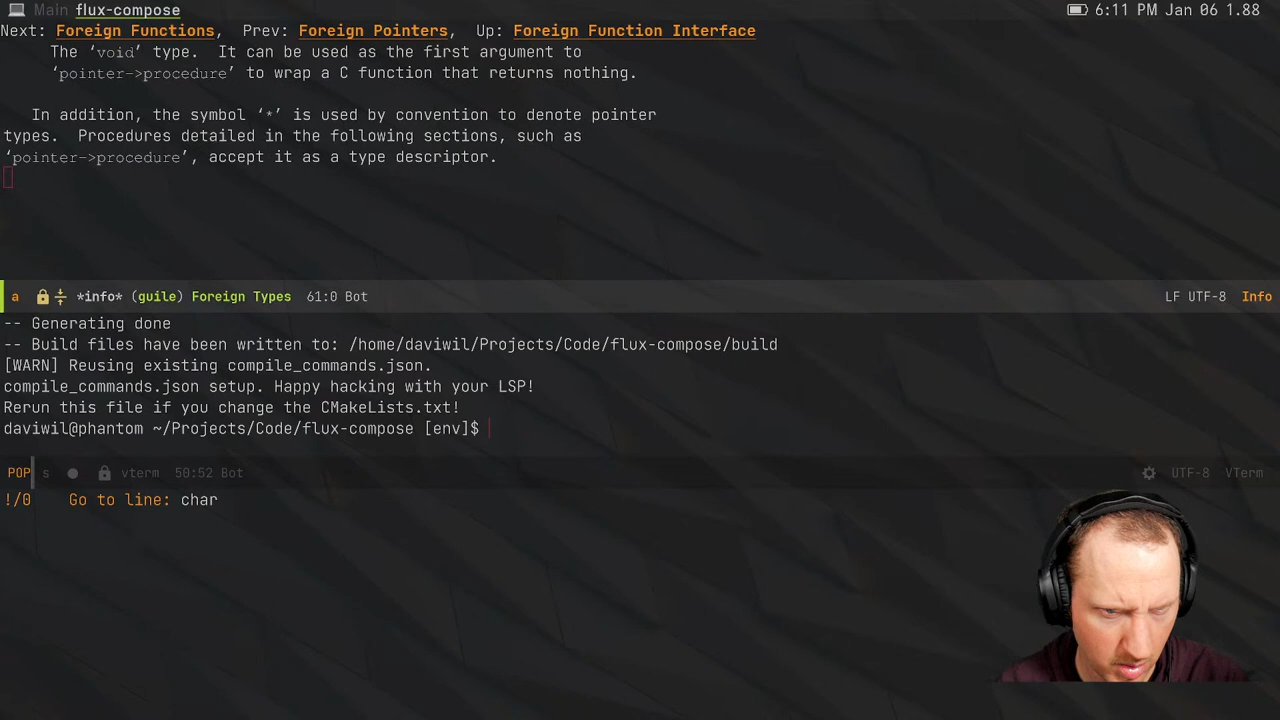 Main flux-compose 6:11 PM Jan 06 1.88
Next: Foreign Functions, Prev: Foreign Pointers, Up: Foreign Function Interface
The ‘void’ type. It can be used as the first argument to
‘pointer->procedure’ to wrap a C function that returns nothing.
In addition, the symbol ‘*’ is used by convention to denote pointer
types. Procedures detailed in the following sections, such as
‘pointer->procedure’, accept it as a type descriptor.
a *info* (guile) Foreign Types 61:0 Bot LF UTF-8 Info
-- Generating done
-- Build files have been written to: /home/daviwil/Projects/Code/flux-compose/build
[WARN] Reusing existing compile_commands.json.
compile_commands.json setup. Happy hacking with your LSP!
Rerun this file if you change the CMakeLists.txt!
daviwil@phantom ~/Projects/Code/flux-compose [env]$
POP s vterm 50:52 Bot UTF-8 VTerm
!/0 Go to line: char